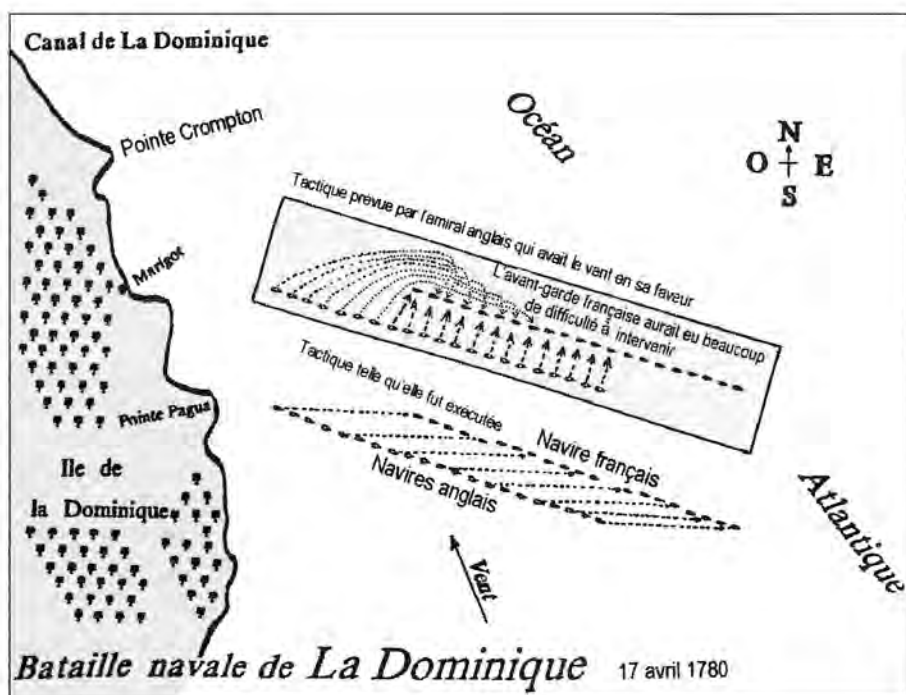 Canal de La Dominique
Pointe Crompton
Océan
N
O E
S
Tactique prevue par l'amiral anglais qui avait le vent en sa faveur
L'avant-garde française aurait eu beaucoup
de difficulté à intervenir
Marigot
Tactique telle qu'elle fut exécutée
Pointe Pagua
Navire français
Navires anglais
Ile de
la Dominique
Atlantique
Vent
Bataille navale de La Dominique 17 avril 1780